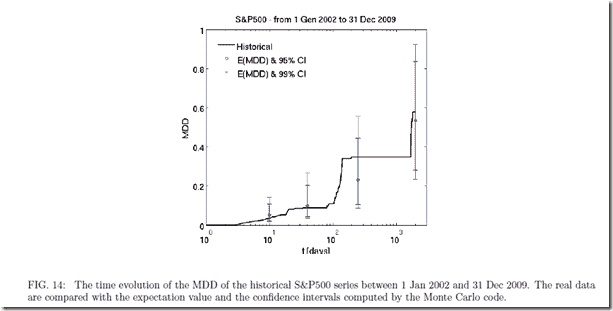 S&P500 - from 1 Gen 2002 to 31 Dec 2009
Historical
E(MDD) & 95% CI
E(MDD) & 99% CI
1
0.8
0.6
0.4
0.2
0
MDD
10^0
10^1
10^2
10^3
t [days]
FIG. 14: The time evolution of the MDD of the historical S&P500 series between 1 Jan 2002 and 31 Dec 2009. The real data
are compared with the expectation value and the confidence intervals computed by the Monte Carlo code.